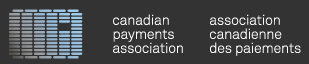 canadian
payments
association
association
canadienne
des paiements